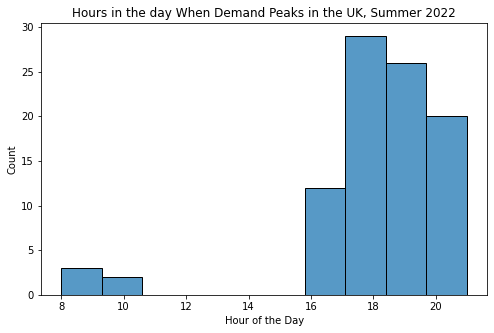 Hours in the day When Demand Peaks in the UK, Summer 2022
30
25
20
15
10
5
0
Count
8 10 12 14 16 18 20
Hour of the Day